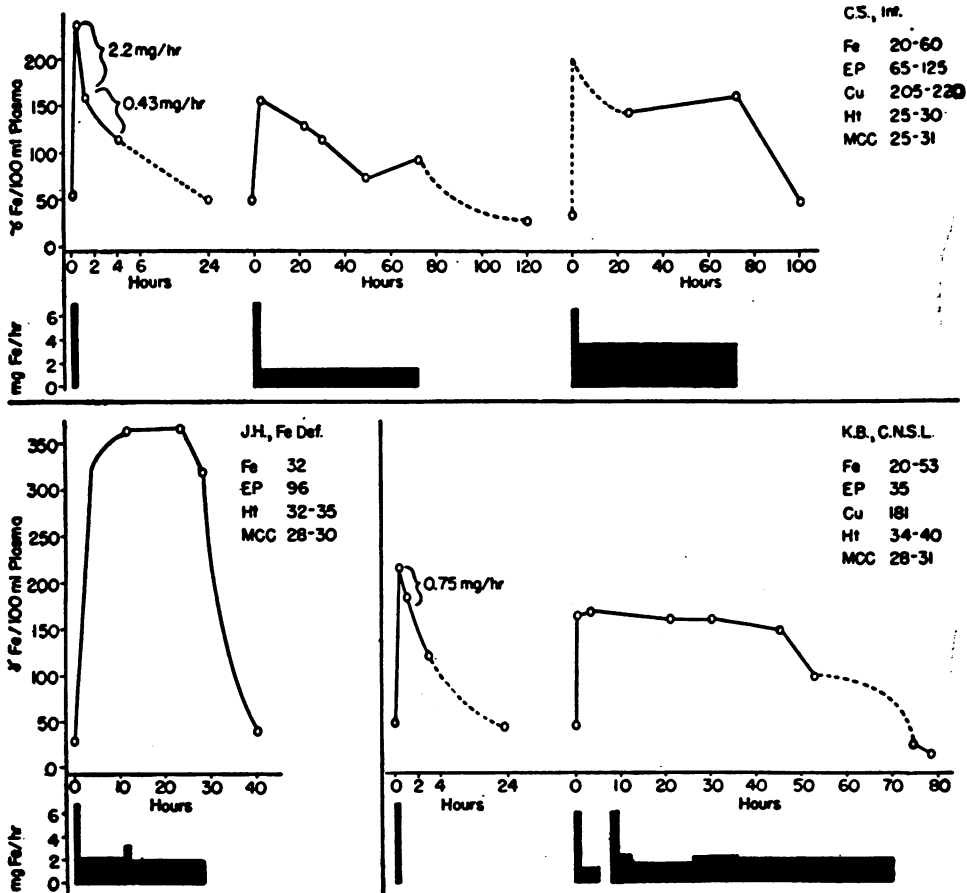 C.S., Inf.
Fe 20-60
EP 65-125
Cu 205-220
Ht 25-30
MCC 25-31
2.2 mg/hr
0.43 mg/hr
200
150
100
50
0
γ Fe/100 ml Plasma
0 2 4 6 24
Hours
0 20 40 60 80 100 120
Hours
0 20 60 80 100
Hours
6
4
2
0
mg Fe/hr
J.H., Fe Def.
Fe 32
EP 96
Ht 32-35
MCC 28-30
350
300
250
200
150
100
50
0
γ Fe/100 ml Plasma
0 10 20 30 40
Hours
6
4
2
0
mg Fe/hr
K.B., C.N.S.L.
Fe 20-53
EP 35
Cu 181
Ht 34-40
MCC 28-31
0.75 mg/hr
0 2 4 24
Hours
0 10 20 30 40 50 60 70 80
Hours